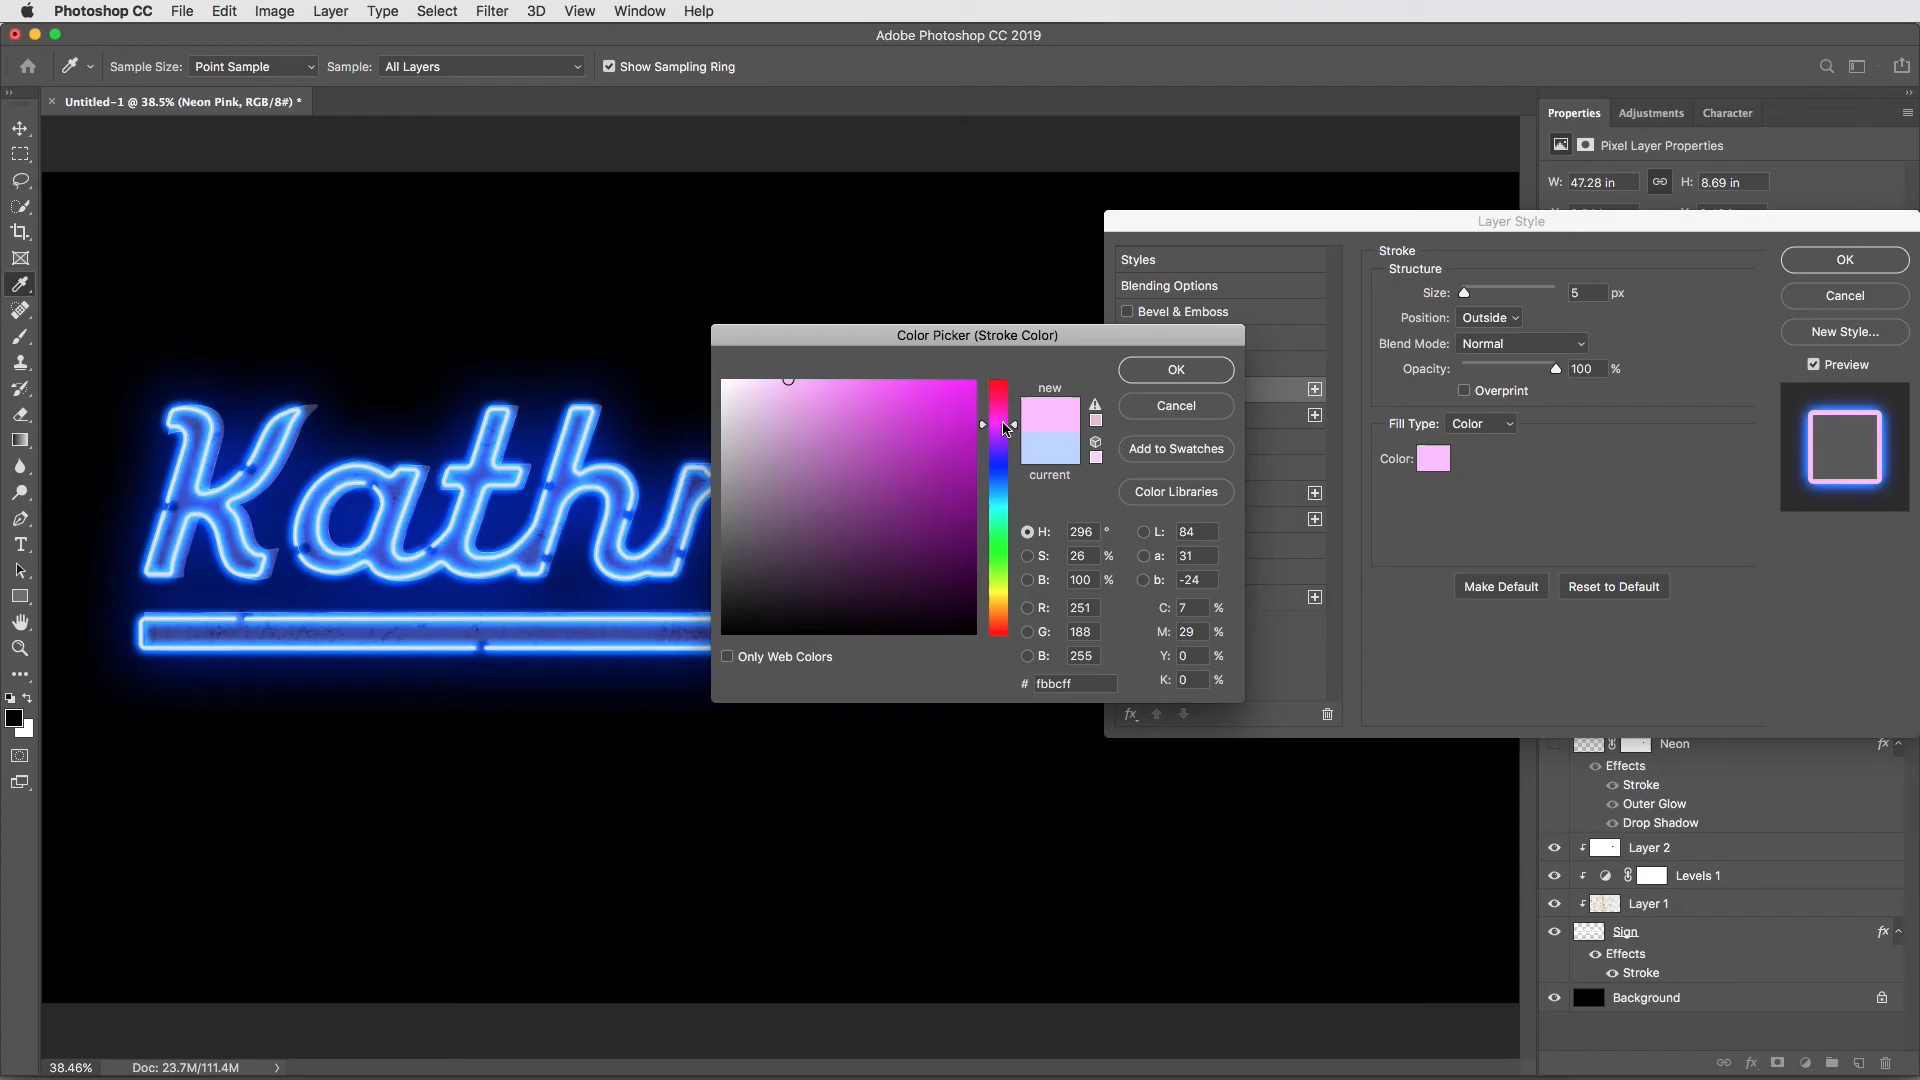 Photoshop CC File Edit Image Layer Type Select Filter 3D View Window Help
Adobe Photoshop CC 2019
Sample Size: Point Sample Sample: All Layers Show Sampling Ring
Untitled-1 @ 38.5% (Neon Pink, RGB/8#) *
Properties Adjustments Character
Pixel Layer Properties
W: 47.28 in H: 8.69 in
Layer Style
Styles
Blending Options
Bevel & Emboss
Stroke
Structure
Size: 5 px
Position: Outside
Blend Mode: Normal
Opacity: 100 %
Overprint
Fill Type: Color
Color:
Make Default Reset to Default
OK
Cancel
New Style...
Preview
Color Picker (Stroke Color)
new
current
OK
Cancel
Add to Swatches
Color Libraries
H: 296 ° L: 84
S: 26 % a: 31
B: 100 % b: -24
R: 251 C: 7 %
G: 188 M: 29 %
B: 255 Y: 0 %
# fbbcff K: 0 %
Only Web Colors
Kathr
fx
Neon fx
Effects
Stroke
Outer Glow
Drop Shadow
Layer 2
Levels 1
Layer 1
Sign fx
Effects
Stroke
Background
fx
38.46% Doc: 23.7M/111.4M